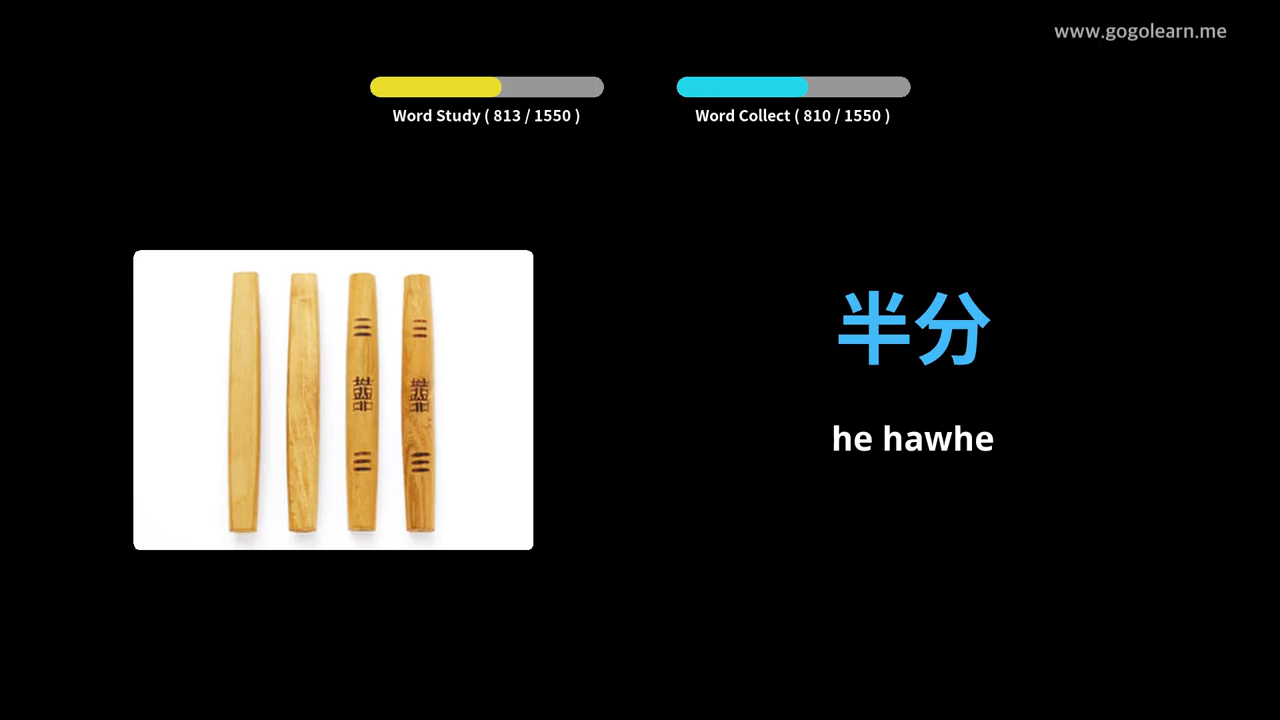 www.gogolearn.me
Word Study ( 813 / 1550 )
Word Collect ( 810 / 1550 )
半分
he hawhe